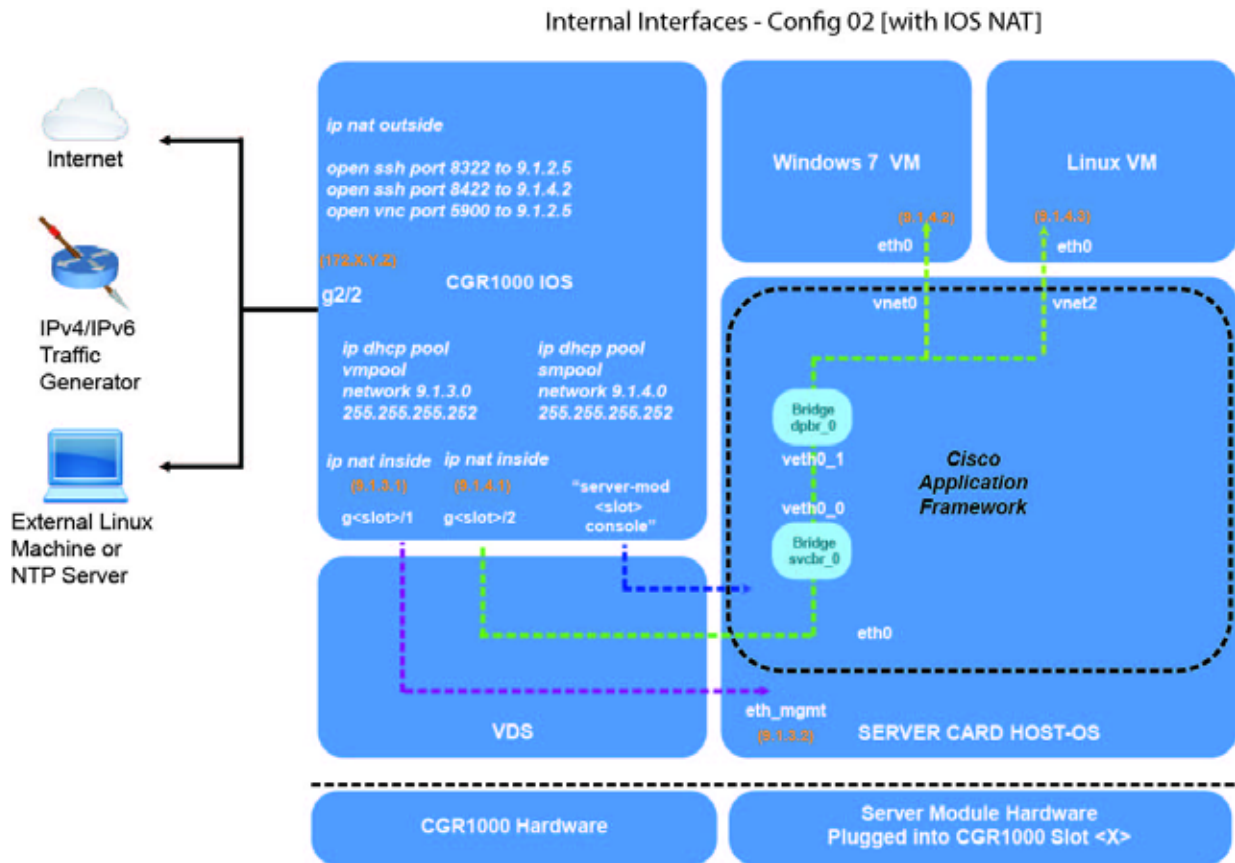 Internal Interfaces - Config 02 [with IOS NAT]
Internet
IPv4/IPv6
Traffic
Generator
External Linux
Machine or
NTP Server
ip nat outside
open ssh port 8322 to 9.1.2.5
open ssh port 8422 to 9.1.4.2
open vnc port 5900 to 9.1.2.5
(172.X.Y.Z)
g2/2
CGR1000 IOS
ip dhcp pool
vmpool
network 9.1.3.0
255.255.255.252
ip dhcp pool
smpool
network 9.1.4.0
255.255.255.252
ip nat inside
(9.1.3.1)
g<slot>/1
ip nat inside
(9.1.4.1)
g<slot>/2
"server-mod
<slot>
console"
VDS
Windows 7 VM
(9.1.4.2)
eth0
Linux VM
(9.1.4.3)
eth0
vnet0
vnet2
Bridge
dpbr_0
veth0_1
veth0_0
Bridge
svcbr_0
Cisco
Application
Framework
eth0
eth_mgmt
(9.1.3.2)
SERVER CARD HOST-OS
CGR1000 Hardware
Server Module Hardware
Plugged into CGR1000 Slot <X>